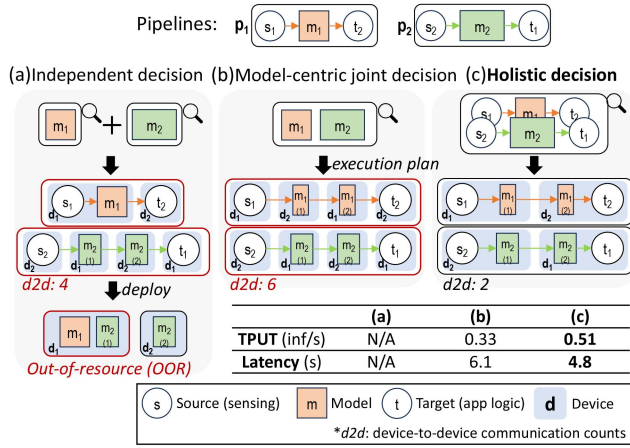 Pipelines: p1 s1 m1 t2 p2 s2 m2 t1
(a)Independent decision (b)Model-centric joint decision (c)Holistic decision
m1 + m2
m1 m2
s1 m1 t2
s2 m2 t1
execution plan
s1 m1 t2
d1 d2
s1 m1 (1) m1 (2) t2
d1 d2 d1 d2
s1 m1 (1) m1 (2) t2
d1 d2
s2 m2 (1) m2 (2) t1
d2 d1 d2 d1
s2 m2 (1) m2 (2) t1
d2 d1 d2 d1
s2 m2 (1) m2 (2) t1
d2 d1
d2d: 4 d2d: 6 d2d: 2
deploy
m1 m2 (1) m2 (2)
d1 d2
Out-of-resource (OOR)
(a) (b) (c)
TPUT (inf/s) N/A 0.33 0.51
Latency (s) N/A 6.1 4.8
s Source (sensing) m Model t Target (app logic) d Device
*d2d: device-to-device communication counts